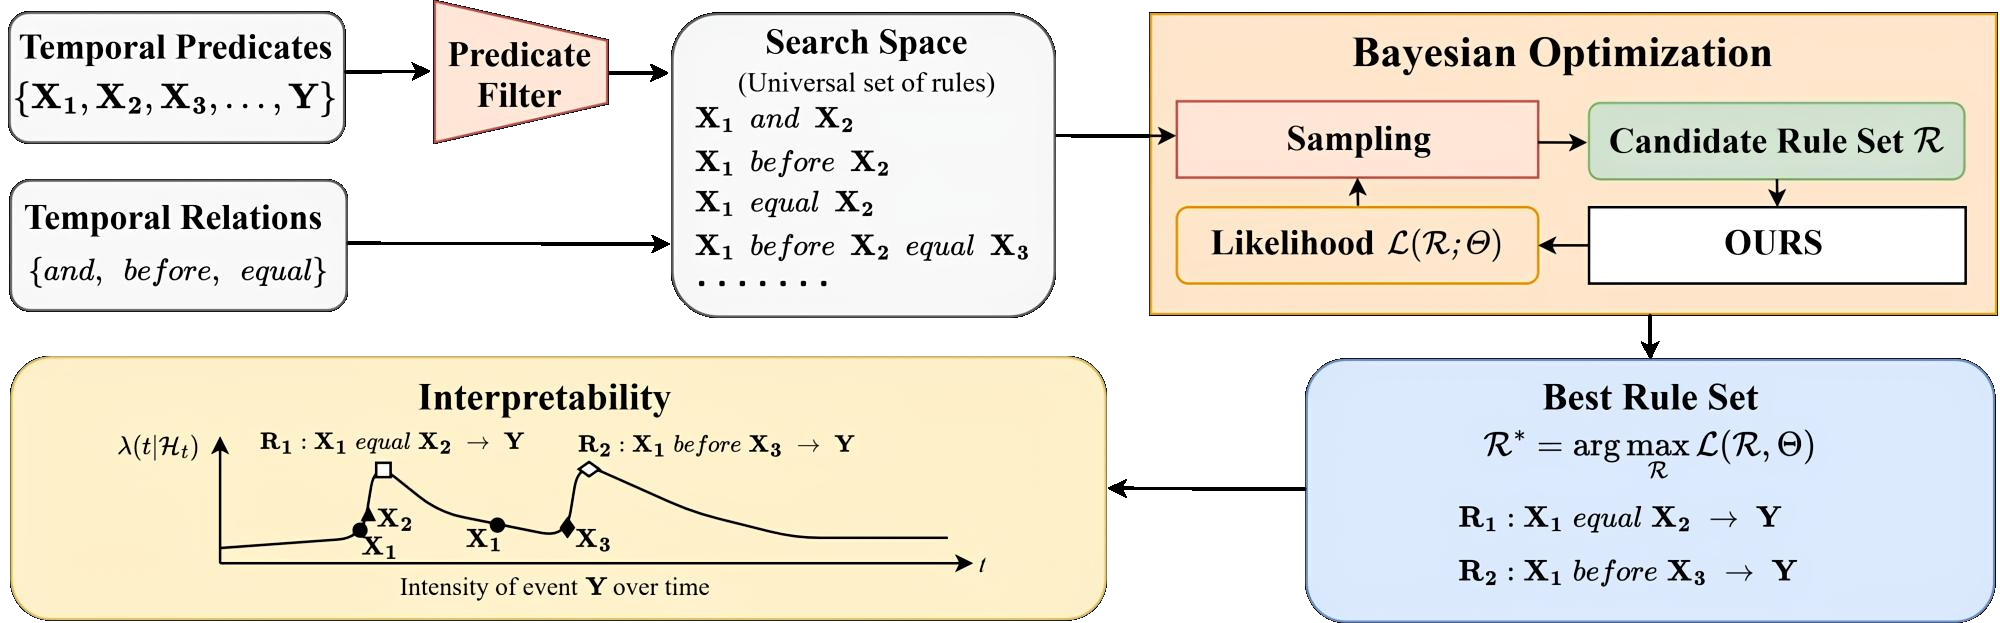 Temporal Predicates
{X₁, X₂, X₃, . . . , Y}
Predicate
Filter
Search Space
(Universal set of rules)
X₁ and X₂
X₁ before X₂
X₁ equal X₂
X₁ before X₂ equal X₃
. . . . . . .
Temporal Relations
{and, before, equal}
Bayesian Optimization
Sampling
Candidate Rule Set ℛ
Likelihood ℒ(ℛ; Θ)
OURS
Interpretability
λ(t|ℋₜ)
R₁ : X₁ equal X₂ → Y
R₂ : X₁ before X₃ → Y
X₂
X₁
X₁
X₃
t
Intensity of event Y over time
Best Rule Set
ℛ* = arg max ℒ(ℛ, Θ)
ℛ
R₁ : X₁ equal X₂ → Y
R₂ : X₁ before X₃ → Y